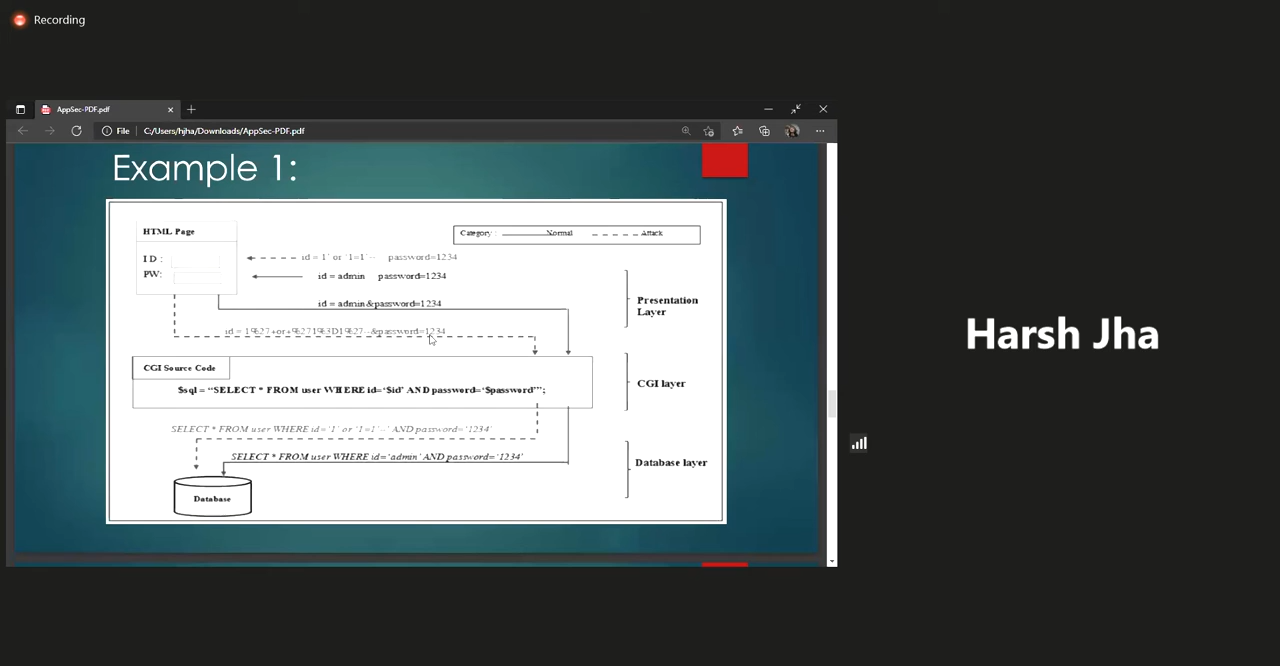 Recording
AppSec-PDF.pdf
File
C:/Users/hjha/Downloads/AppSec-PDF.pdf
Example 1:
HTML Page
ID :
PW:
Category : Normal Attack
id = 1' or '1=1'-- password=1234
id = admin password=1234
id = admin&password=1234
id = 1%27+or+%271%3D1%27--&password=1234
Presentation
Layer
CGI Source Code
$sql = “SELECT * FROM user WHERE id=‘$id’ AND password=‘$password’”;
CGI layer
SELECT * FROM user WHERE id=‘1’ or ‘1=1’--’ AND password=‘1234’
SELECT * FROM user WHERE id=‘admin’ AND password=‘1234’
Database layer
Database
Harsh Jha